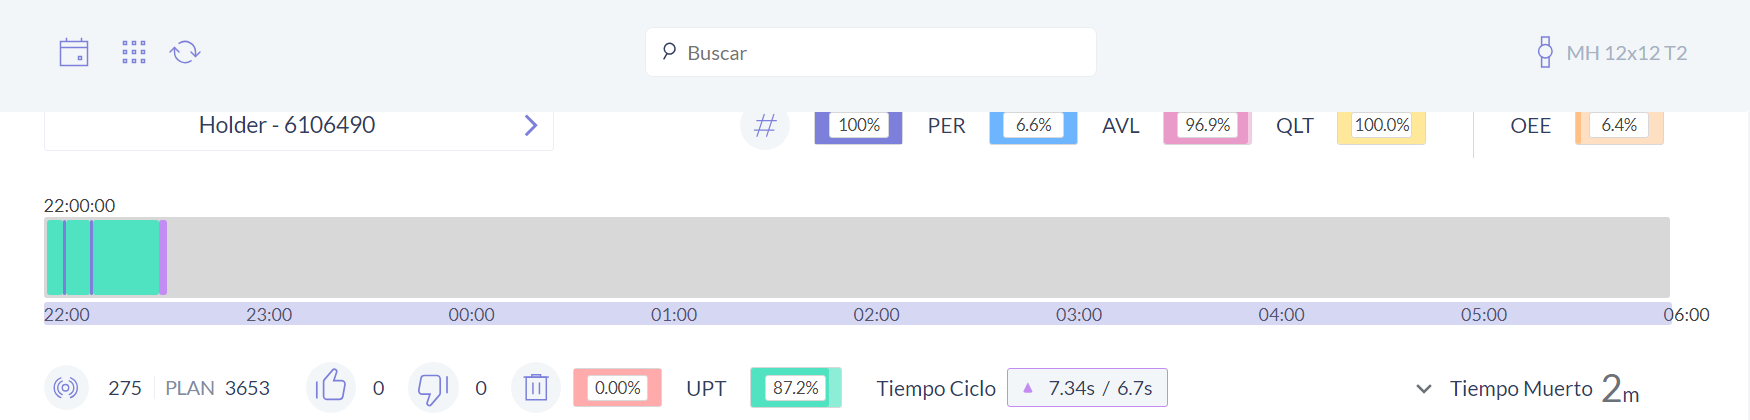 Buscar
MH 12x12 T2
Holder - 6106490
# 100% PER 6.6% AVL 96.9% QLT 100.0% OEE 6.4%
22:00:00
22:00 23:00 00:00 01:00 02:00 03:00 04:00 05:00 06:00
275 PLAN 3653 0 0 0.00% UPT 87.2% Tiempo Ciclo 7.34s / 6.7s Tiempo Muerto 2m